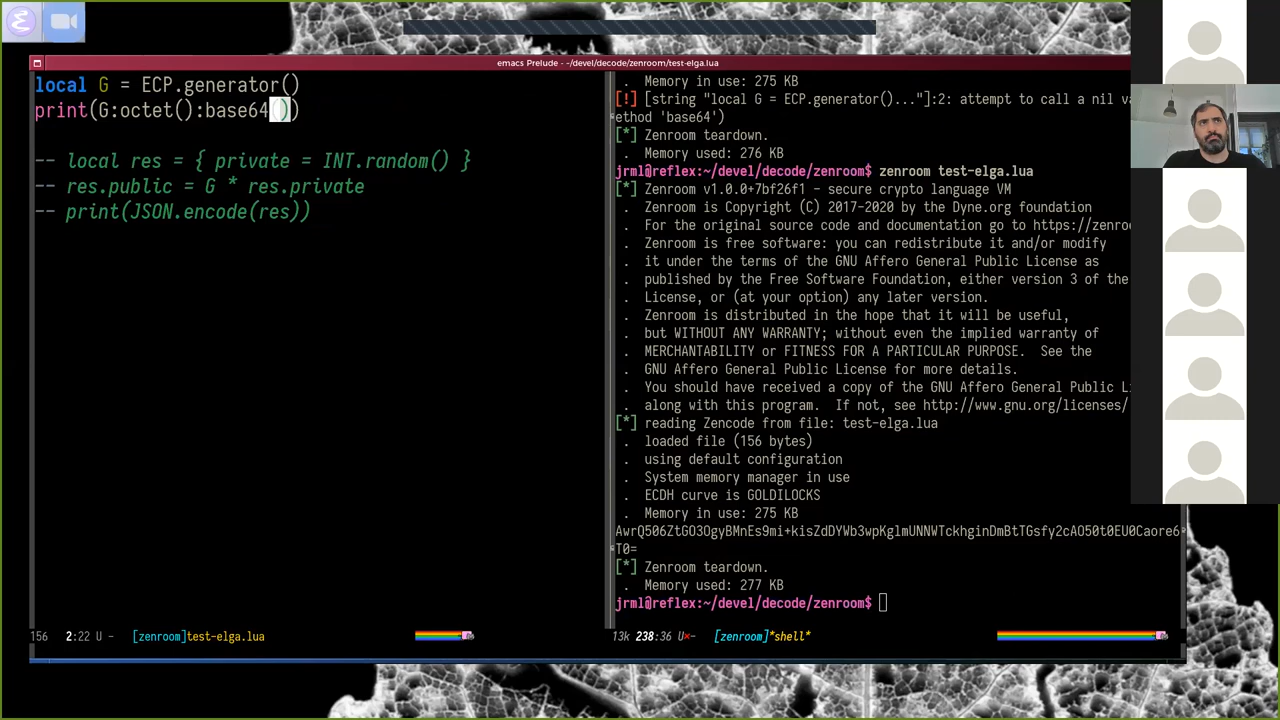 emacs Prelude - ~/devel/decode/zenroom/test-elga.lua
local G = ECP.generator()
print(G:octet():base64())
-- local res = { private = INT.random() }
-- res.public = G * res.private
-- print(JSON.encode(res))
156 2:22 U - [zenroom]test-elga.lua
. Memory in use: 275 KB
[!] [string "local G = ECP.generator()..."]:2: attempt to call a nil va
ethod 'base64')
[*] Zenroom teardown.
. Memory used: 276 KB
jrml@reflex:~/devel/decode/zenroom$ zenroom test-elga.lua
[*] Zenroom v1.0.0+7bf26f1 - secure crypto language VM
. Zenroom is Copyright (C) 2017-2020 by the Dyne.org foundation
. For the original source code and documentation go to https://zenro
. Zenroom is free software: you can redistribute it and/or modify
. it under the terms of the GNU Affero General Public License as
. published by the Free Software Foundation, either version 3 of the
. License, or (at your option) any later version.
. Zenroom is distributed in the hope that it will be useful,
. but WITHOUT ANY WARRANTY; without even the implied warranty of
. MERCHANTABILITY or FITNESS FOR A PARTICULAR PURPOSE. See the
. GNU Affero General Public License for more details.
. You should have received a copy of the GNU Affero General Public Li
. along with this program. If not, see http://www.gnu.org/licenses/
[*] reading Zencode from file: test-elga.lua
. loaded file (156 bytes)
. using default configuration
. System memory manager in use
. ECDH curve is GOLDILOCKS
. Memory in use: 275 KB
AwrQ506ZtGO3OgyBMnEs9mi+kisZdDYWb3wpKglmUNNWTckhginDmBtTGsfy2cAO50t0EU0Caore6
T0=
[*] Zenroom teardown.
. Memory used: 277 KB
jrml@reflex:~/devel/decode/zenroom$
13k 238:36 U×- [zenroom]*shell*